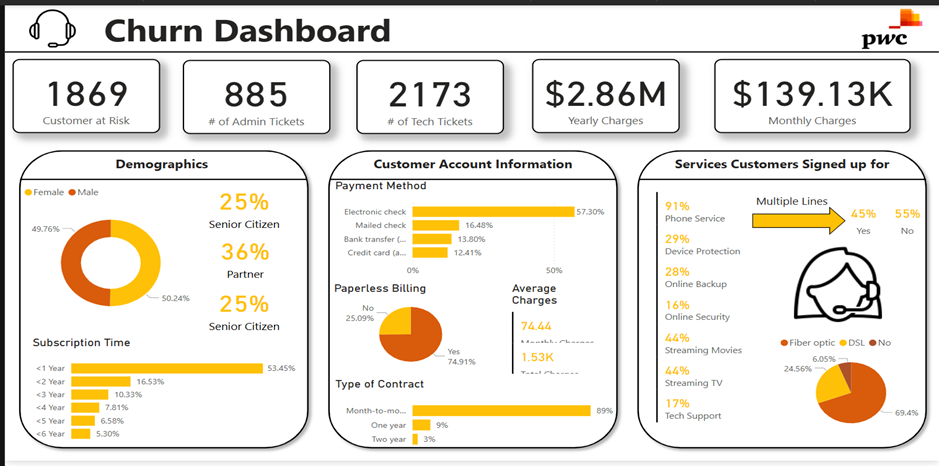 Churn Dashboard
pwc
1869
Customer at Risk
885
# of Admin Tickets
2173
# of Tech Tickets
$2.86M
Yearly Charges
$139.13K
Monthly Charges
Demographics
Female Male
49.76%
50.24%
25%
Senior Citizen
36%
Partner
25%
Senior Citizen
Subscription Time
<1 Year 53.45%
<2 Year 16.53%
<3 Year 10.33%
<4 Year 7.81%
<5 Year 6.58%
<6 Year 5.30%
Customer Account Information
Payment Method
Electronic check 57.30%
Mailed check 16.48%
Bank transfer (... 13.80%
Credit card (a... 12.41%
0% 50%
Paperless Billing
No
25.09%
Yes
74.91%
Average
Charges
74.44
Monthly Charges
1.53K
Total Charges
Type of Contract
Month-to-mo... 89%
One year 9%
Two year 3%
Services Customers Signed up for
91%
Phone Service
29%
Device Protection
28%
Online Backup
16%
Online Security
44%
Streaming Movies
44%
Streaming TV
17%
Tech Support
Multiple Lines
45% 55%
Yes No
Fiber optic DSL No
6.05%
24.56%
69.4%